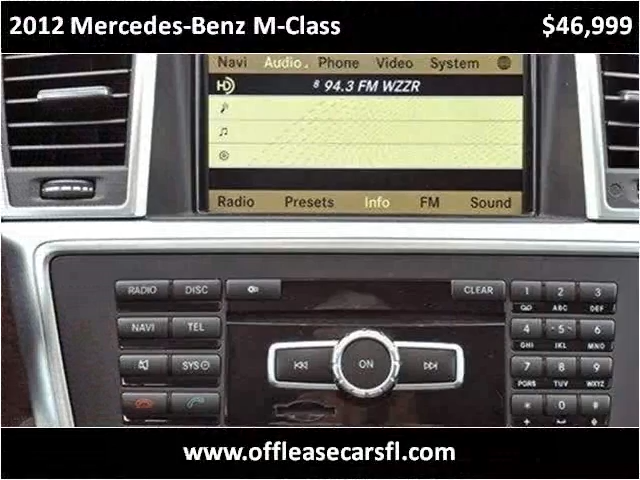 2012 Mercedes-Benz M-Class $46,999
Navi Audio Phone Video System
HD 8 94.3 FM WZZR
Radio Presets Info FM Sound
RADIO DISC CLEAR 1 2 3
ABC DEF
NAVI TEL 4 5 6
GHI JKL MNO
SYS ON 7 8 9
PQRS TUV WXYZ
* 0 #
+
www.offleasecarsfl.com